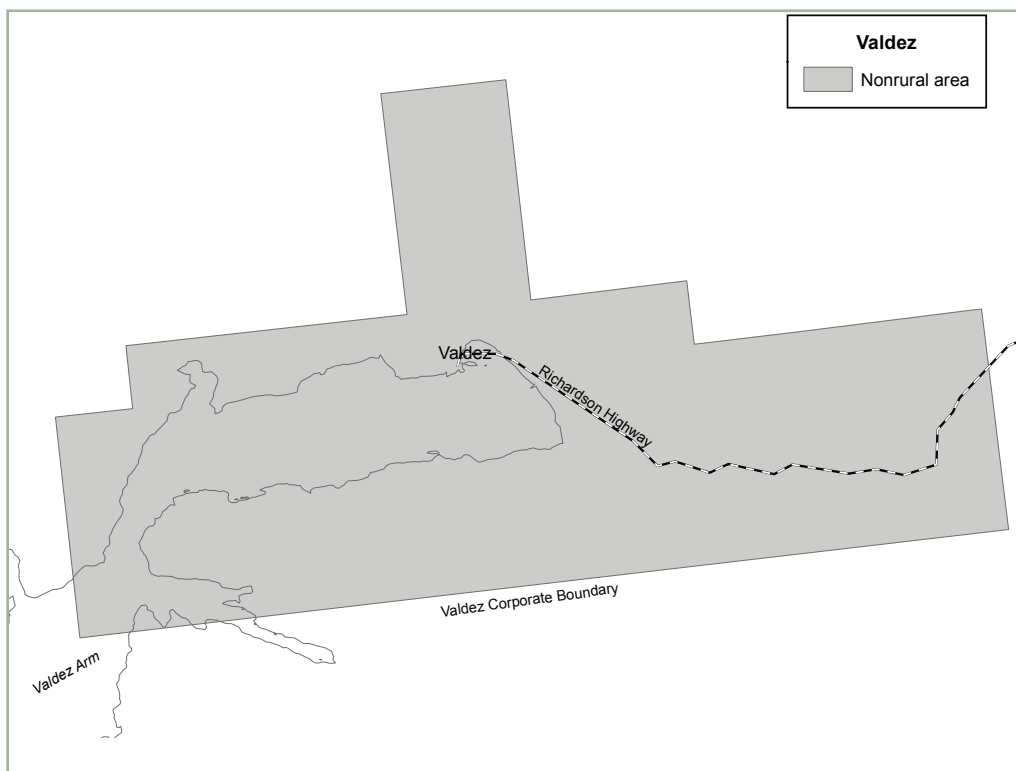 Valdez
Nonrural area
Valdez
Richardson Highway
Valdez Corporate Boundary
Valdez Arm